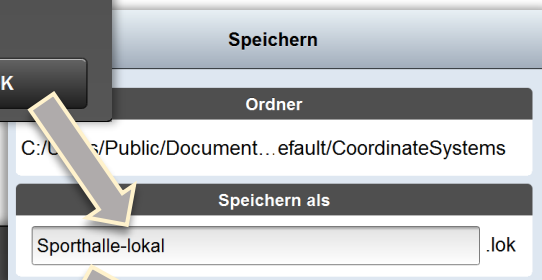 Speichern
K
Ordner
C:/U...s/Public/Document…efault/CoordinateSystems
Speichern als
Sporthalle-lokal .lok